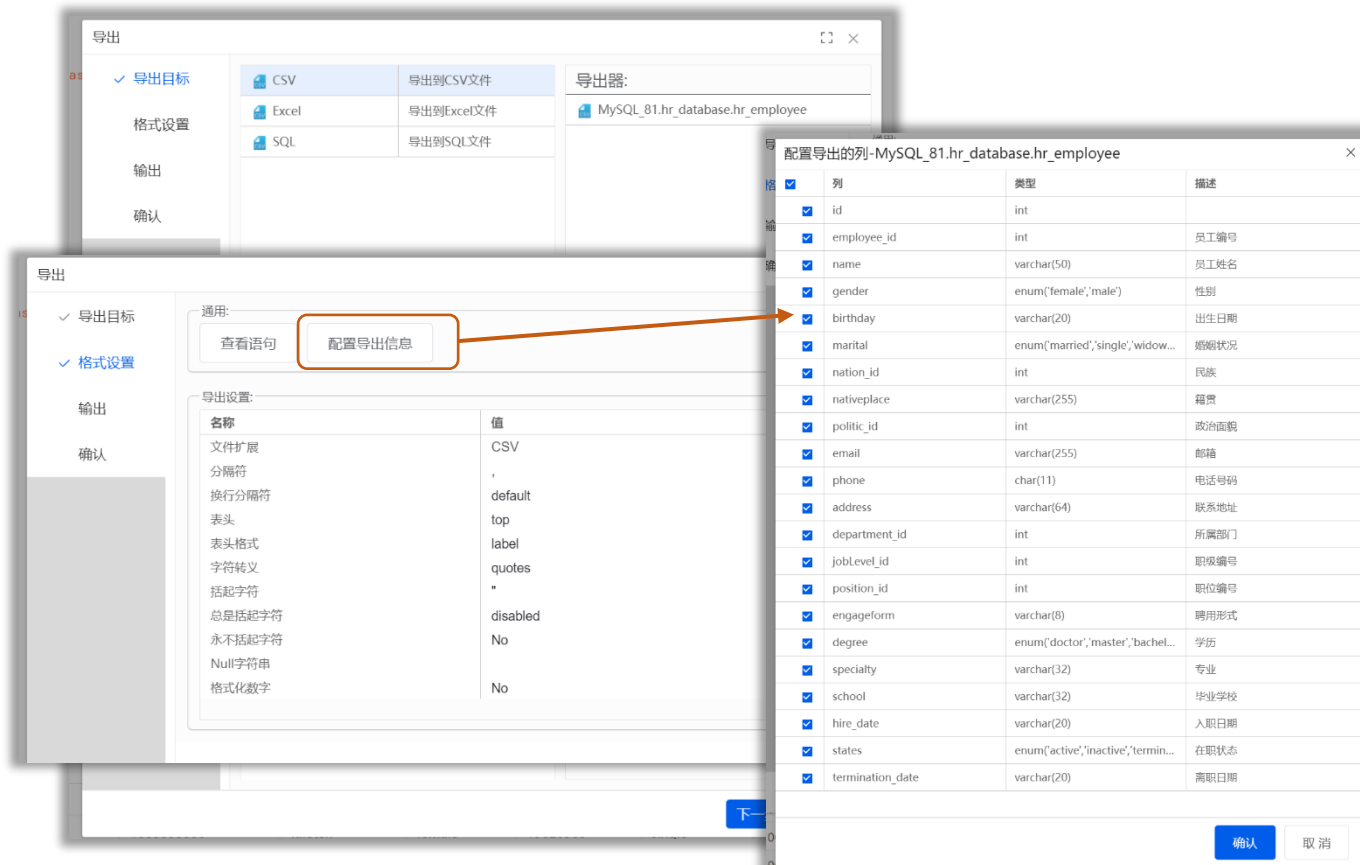 导出
导出目标
格式设置
输出
确认
CSV 导出到CSV文件
Excel 导出到Excel文件
SQL 导出到SQL文件
导出器:
MySQL_81.hr_database.hr_employee
导出
导出目标
格式设置
输出
确认
通用:
查看语句 配置导出信息
导出设置:
名称 值
文件扩展 CSV
分隔符 ,
换行分隔符 default
表头 top
表头格式 label
字符转义 quotes
括起字符 "
总是括起字符 disabled
永不括起字符 No
Null字符串
格式化数字 No
下一
配置导出的列-MySQL_81.hr_database.hr_employee
列 类型 描述
id int
employee_id int 员工编号
name varchar(50) 员工姓名
gender enum('female','male') 性别
birthday varchar(20) 出生日期
marital enum('married','single','widow... 婚姻状况
nation_id int 民族
nativeplace varchar(255) 籍贯
politic_id int 政治面貌
email varchar(255) 邮箱
phone char(11) 电话号码
address varchar(64) 联系地址
department_id int 所属部门
jobLevel_id int 职级编号
position_id int 职位编号
engageform varchar(8) 聘用形式
degree enum('doctor','master','bachel... 学历
specialty varchar(32) 专业
school varchar(32) 毕业学校
hire_date varchar(20) 入职日期
states enum('active','inactive','termin... 在职状态
termination_date varchar(20) 离职日期
确认 取消